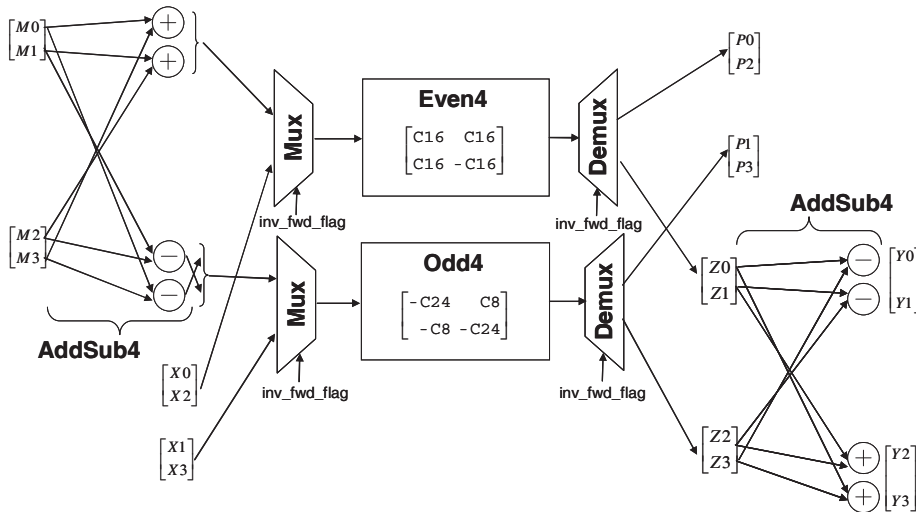 M0
M1
+
+
M2
M3
−
−
AddSub4
X0
X2
X1
X3
Mux
inv_fwd_flag
Mux
inv_fwd_flag
Even4
C16 C16
C16 -C16
Odd4
-C24 C8
-C8 -C24
Demux
inv_fwd_flag
Demux
inv_fwd_flag
P0
P2
P1
P3
AddSub4
Z0
Z1
Z2
Z3
−
−
Y0
Y1
+
+
Y2
Y3